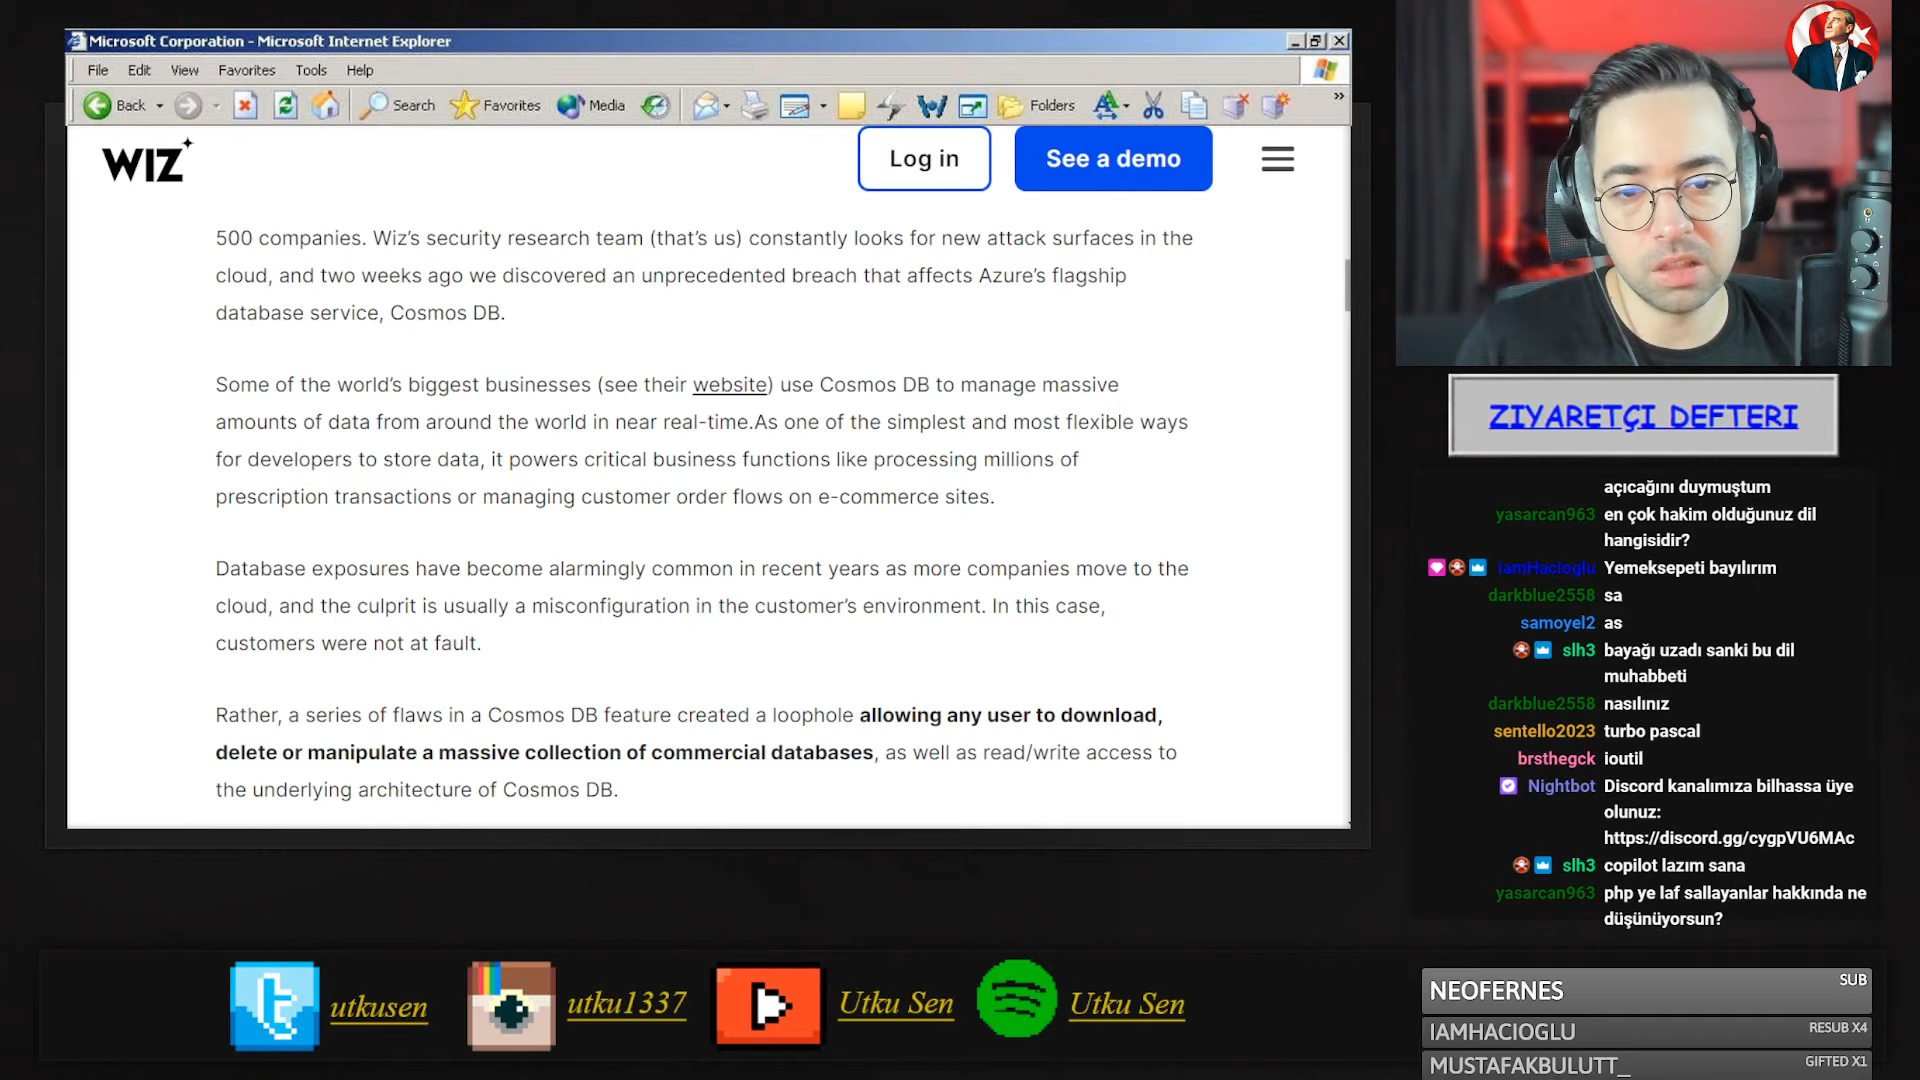 Microsoft Corporation - Microsoft Internet Explorer
File Edit View Favorites Tools Help
Back Search Favorites Media Folders »
WIZ
Log in
See a demo
500 companies. Wiz’s security research team (that’s us) constantly looks for new attack surfaces in the
cloud, and two weeks ago we discovered an unprecedented breach that affects Azure’s flagship
database service, Cosmos DB.
Some of the world’s biggest businesses (see their website) use Cosmos DB to manage massive
amounts of data from around the world in near real-time.As one of the simplest and most flexible ways
for developers to store data, it powers critical business functions like processing millions of
prescription transactions or managing customer order flows on e-commerce sites.
Database exposures have become alarmingly common in recent years as more companies move to the
cloud, and the culprit is usually a misconfiguration in the customer’s environment. In this case,
customers were not at fault.
Rather, a series of flaws in a Cosmos DB feature created a loophole allowing any user to download,
delete or manipulate a massive collection of commercial databases, as well as read/write access to
the underlying architecture of Cosmos DB.
ZIYARETÇI DEFTERI
açıcağını duymuştum
yasarcan963 en çok hakim olduğunuz dil
hangisidir?
iamHacioglu Yemeksepeti bayılırım
darkblue2558 sa
samoyel2 as
slh3 bayağı uzadı sanki bu dil
muhabbeti
darkblue2558 nasılınız
sentello2023 turbo pascal
brsthegck ioutil
Nightbot Discord kanalımıza bilhassa üye
olunuz:
https://discord.gg/cygpVU6MAc
slh3 copilot lazım sana
yasarcan963 php ye laf sallayanlar hakkında ne
düşünüyorsun?
utkusen
utku1337
Utku Sen
Utku Sen
NEOFERNES SUB
IAMHACIOGLU RESUB X4
MUSTAFAKBULUTT_ GIFTED X1